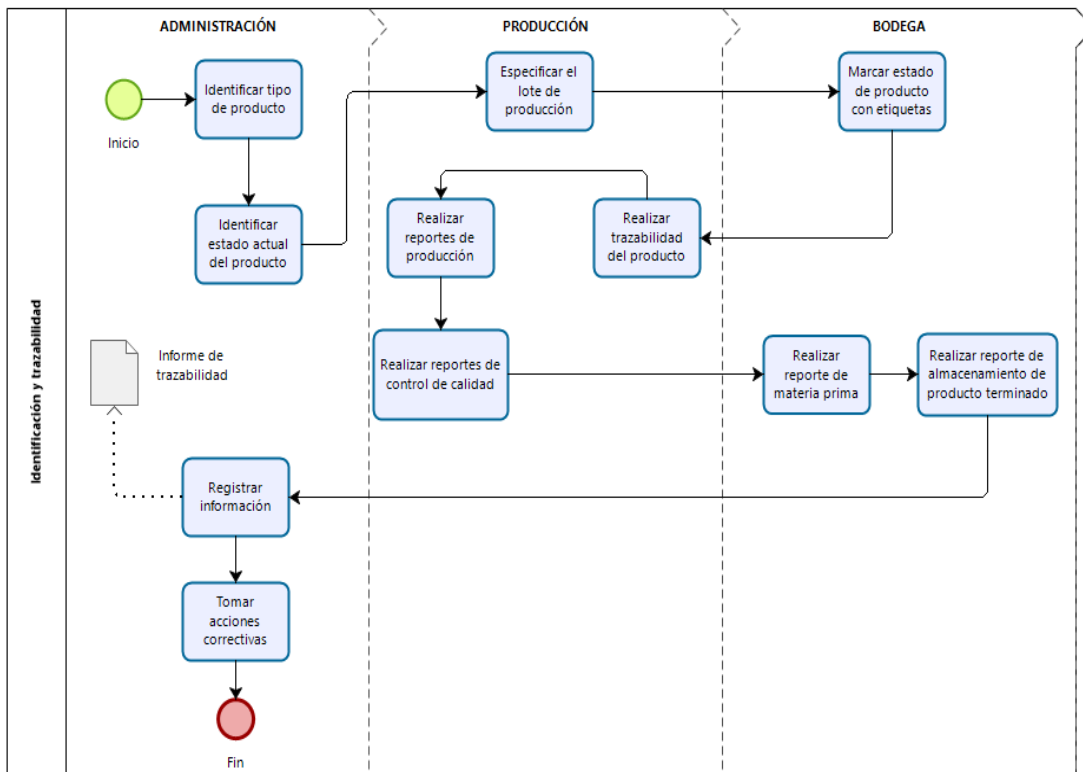 ADMINISTRACIÓN
PRODUCCIÓN
BODEGA
Identificación y trazabilidad
Inicio
Identificar tipo
de producto
Especificar el
lote de
producción
Marcar estado
de producto
con etiquetas
Identificar
estado actual
del producto
Realizar
reportes de
producción
Realizar
trazabilidad
del producto
Informe de
trazabilidad
Realizar reportes de
control de calidad
Realizar
reporte de
materia prima
Realizar reporte de
almacenamiento de
producto terminado
Registrar
información
Tomar
acciones
correctivas
Fin